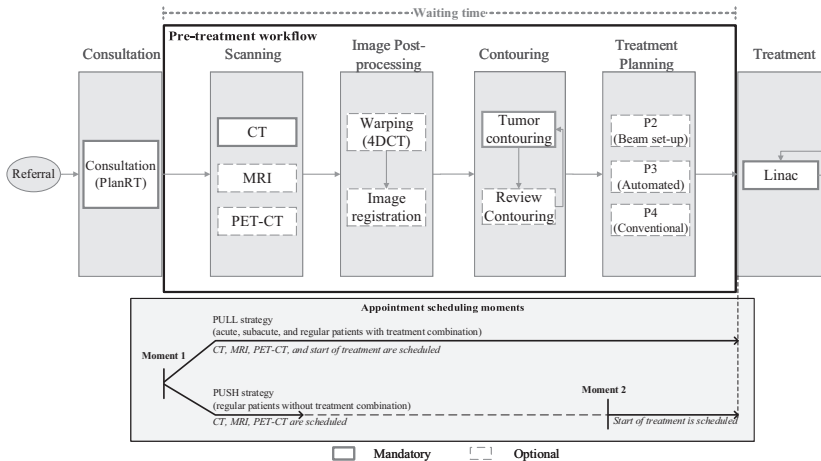 Waiting time
Pre-treatment workflow
Consultation
Scanning
Image Post-
processing
Contouring
Treatment
Planning
Treatment
Referral
Consultation
(PlanRT)
CT
MRI
PET-CT
Warping
(4DCT)
Image
registration
Tumor
contouring
Review
Contouring
P2
(Beam set-up)
P3
(Automated)
P4
(Conventional)
Linac
Appointment scheduling moments
PULL strategy
(acute, subacute, and regular patients with treatment combination)
CT, MRI, PET-CT, and start of treatment are scheduled
Moment 1
PUSH strategy
(regular patients without treatment combination)
CT, MRI, PET-CT are scheduled
Moment 2
Start of treatment is scheduled
Mandatory
Optional